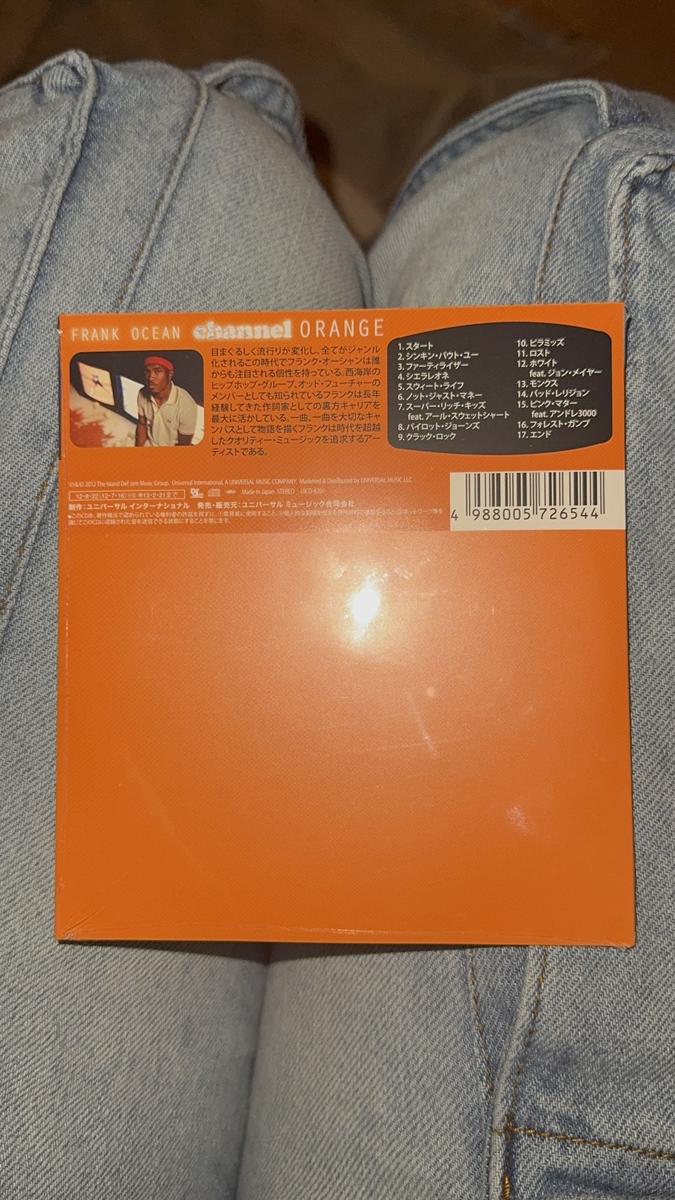 FRANK OCEAN channel ORANGE
目まぐるしく流行りが変化し、全てがジャンル
化されるこの時代でフランク・オーシャンは誰
からも注目される個性を持っている。西海岸の
ヒップホップ・グループ、オッド・フューチャーの
メンバーとしても知られているフランクは長年
経験してきた作詞家としての裏方キャリアを
最大に活かしている。一曲、一曲を大切なキャ
ンバスとして物語を描くフランクは時代を超越
したクオリティー・ミュージックを追求するアー
ティストである。
1. スタート
2. シンキン・バウト・ユー
3. ファーティライザー
4. シエラレオネ
5. スウィート・ライフ
6. ノット・ジャスト・マネー
7. スーパー・リッチ・キッズ
feat. アール・スウェットシャート
8. パイロット・ジョーンズ
9. クラック・ロック
10. ピラミッズ
11. ロスト
12. ホワイト
feat. ジョン・メイヤー
13. モンクス
14. バッド・レリジョン
15. ピンク・マター
feat. アンドレ3000
16. フォレスト・ガンプ
17. エンド
℗&© 2012 The Island Def Jam Music Group. Universal International, A UNIVERSAL MUSIC COMPANY. Marketed & Distributed by UNIVERSAL MUSIC LLC
Made in Japan STEREO UICD-6201
制作:ユニバーサル インターナショナル 発売・販売元:ユニバーサル ミュージック合同会社
4 988005 726544